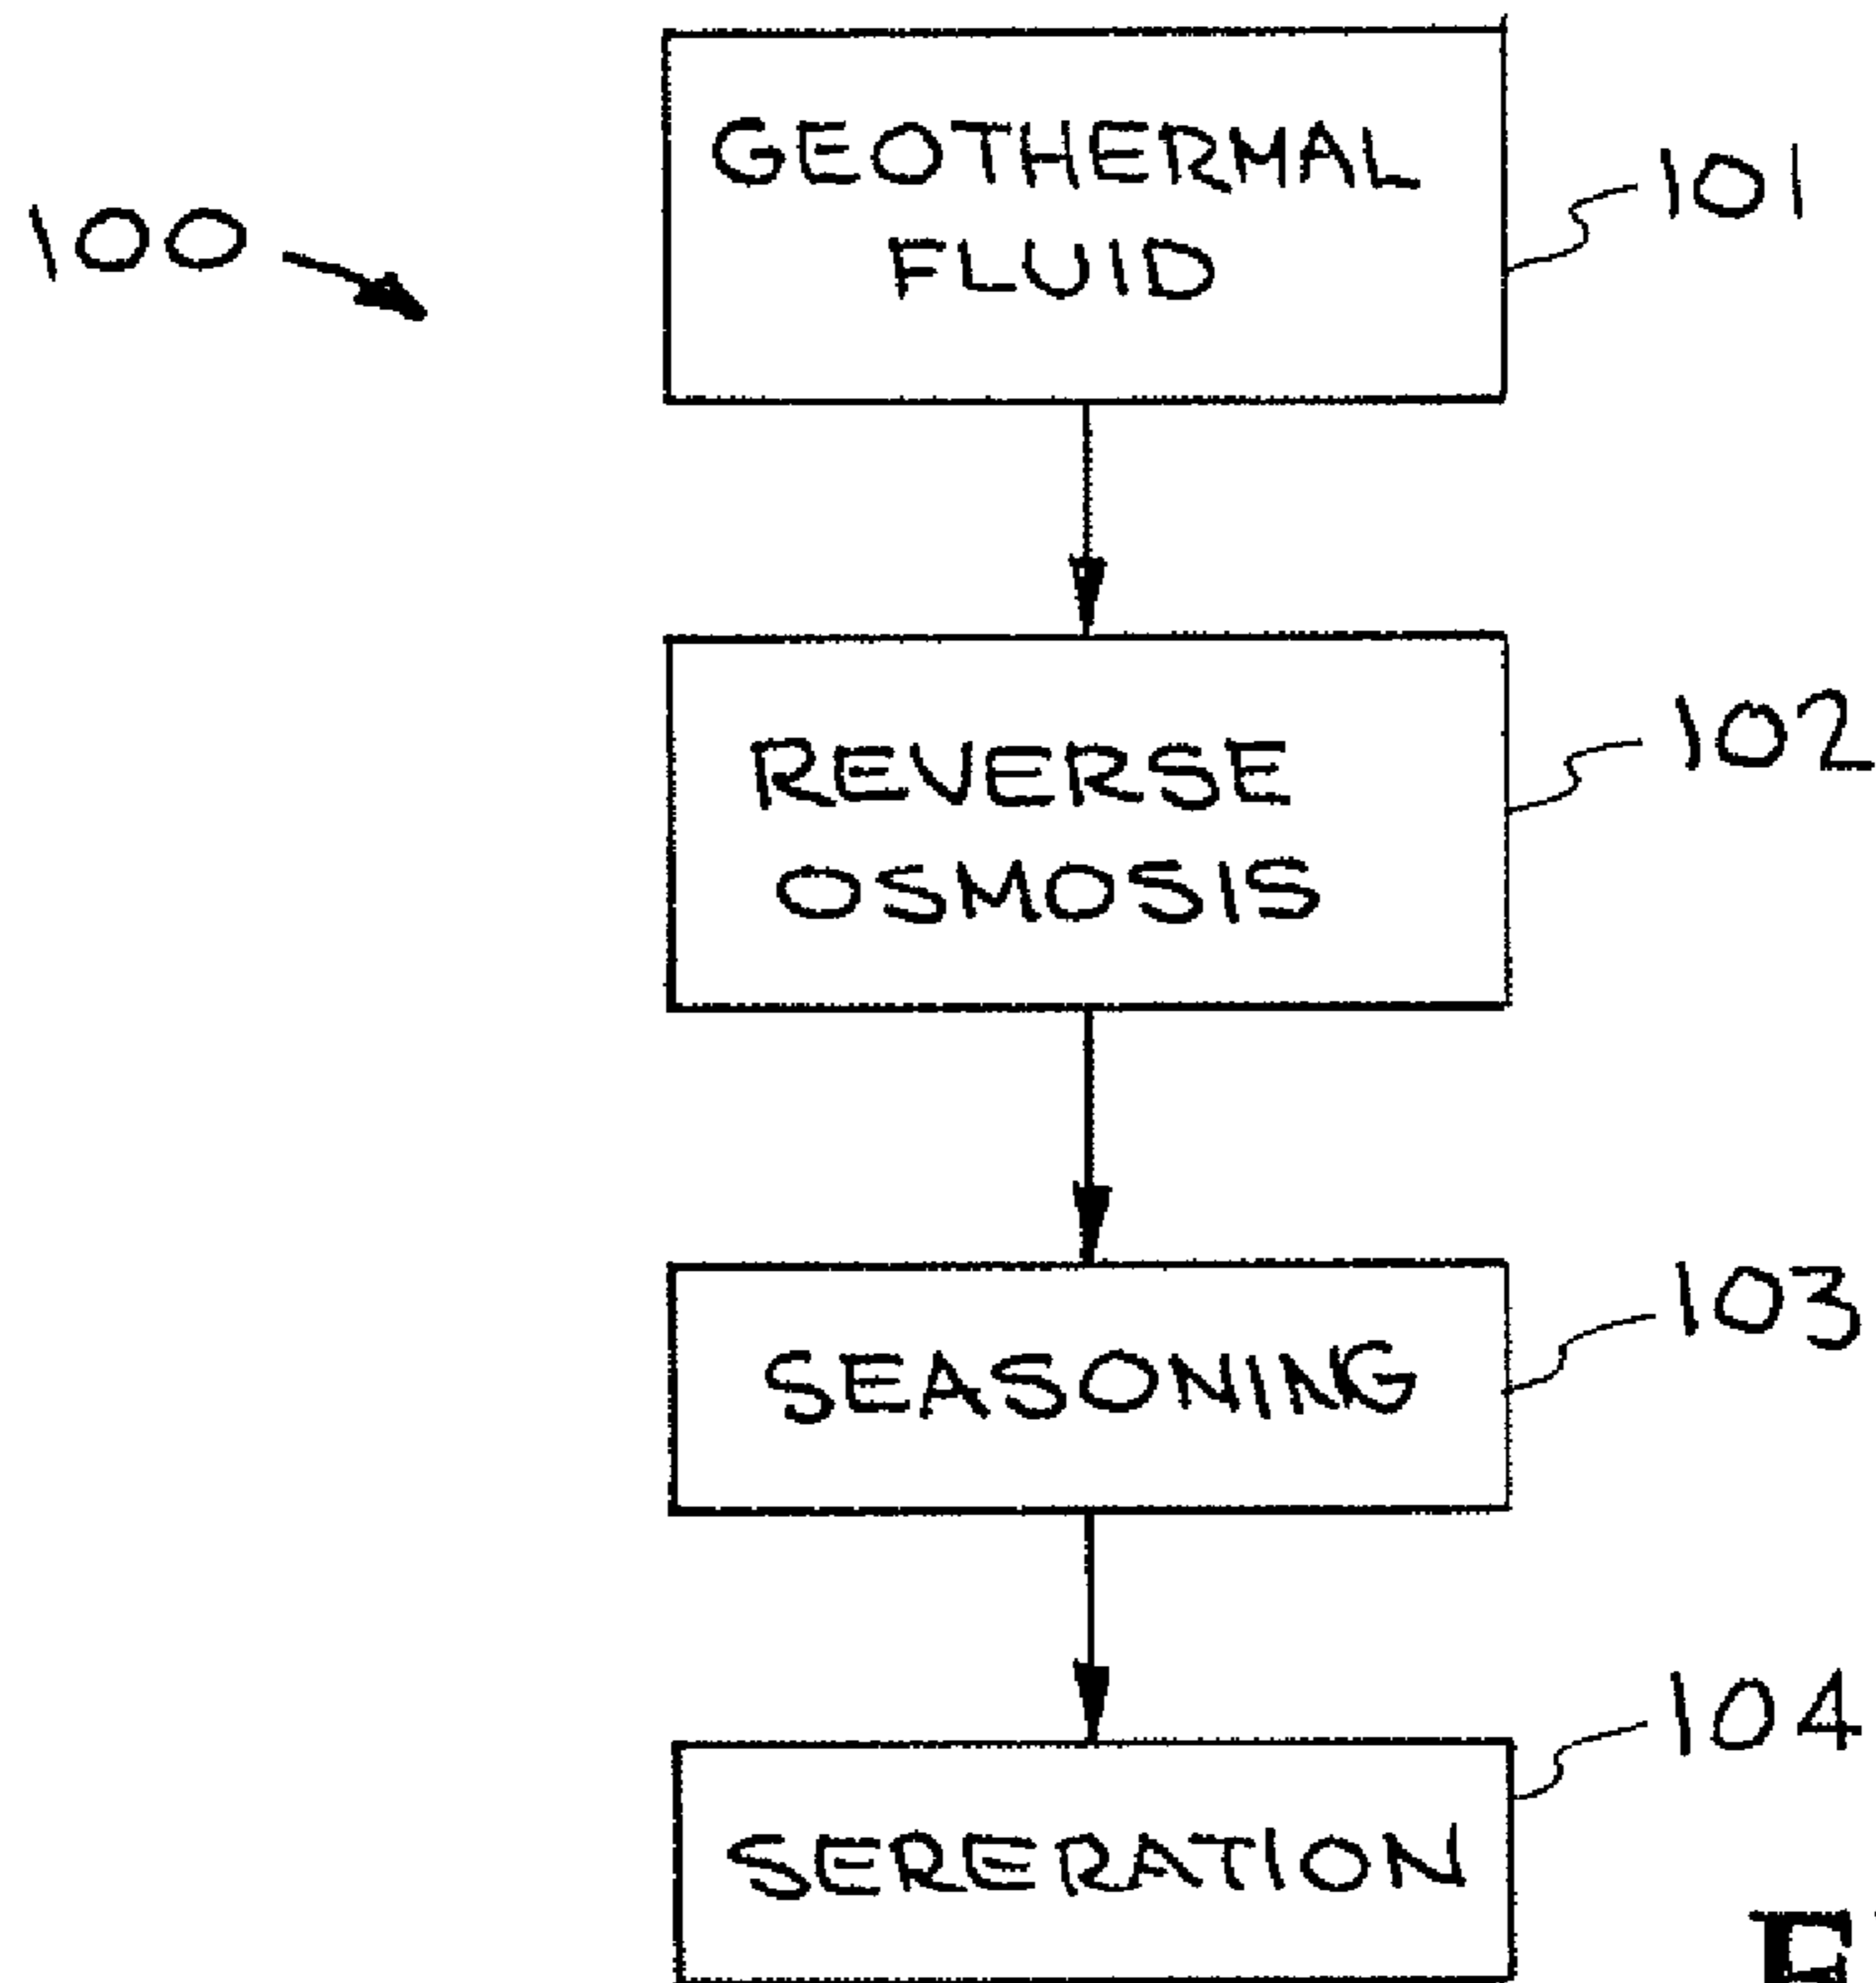 100
GEOTHERMAL
FLUID
101
REVERSE
OSMOSIS
102
SEASONING
103
SERERATION
104